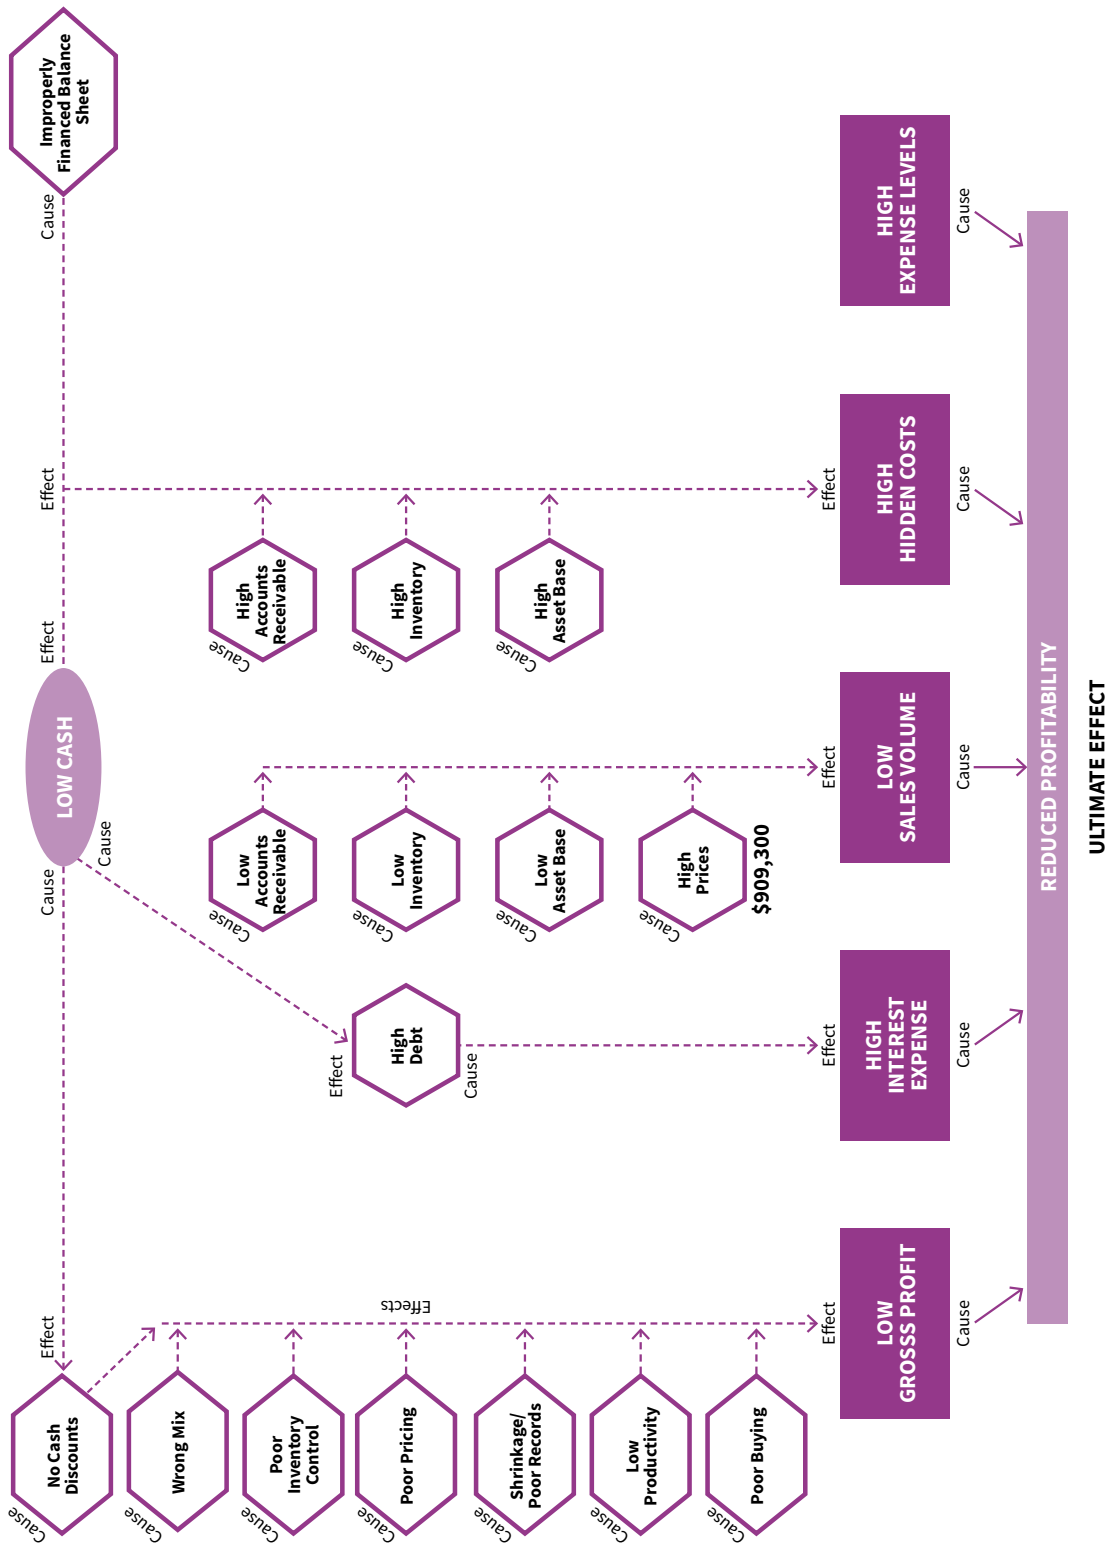 Cause
No Cash
Discounts
Effect
Cause
LOW CASH
Effect
Effect
Cause
Improperly
Financed Balance
Sheet
Cause
Cause
Wrong Mix
Cause
Poor
Inventory
Control
Cause
Poor Pricing
Cause
Shrinkage/
Poor Records
Cause
Low
Productivity
Cause
Poor Buying
Effects
Effect
High
Debt
Cause
Cause
Low
Accounts
Receivable
Cause
Low
Inventory
Cause
Low
Asset Base
Cause
High
Prices
$909,300
Cause
High
Accounts
Receivable
Cause
High
Inventory
Cause
High
Asset Base
Effect
Effect
Effect
Effect
LOW
GROSSS PROFIT
HIGH
INTEREST
EXPENSE
LOW
SALES VOLUME
HIGH
HIDDEN COSTS
HIGH
EXPENSE LEVELS
Cause
Cause
Cause
Cause
Cause
REDUCED PROFITABILITY
ULTIMATE EFFECT